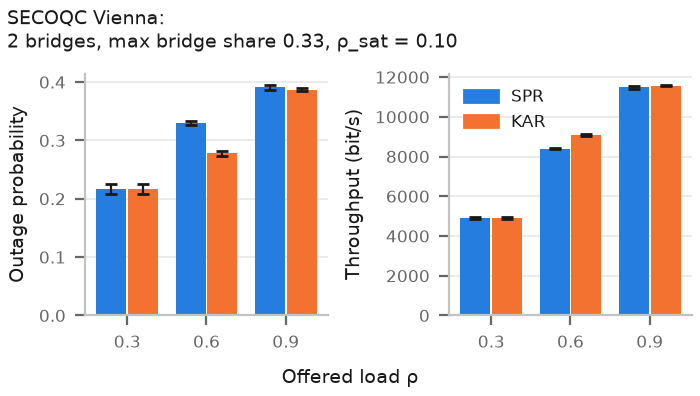 SECOQC Vienna:
2 bridges, max bridge share 0.33, ρ_sat = 0.10
Outage probability
0.4
0.3
0.2
0.1
0.0
0.3
0.6
0.9
Throughput (bit/s)
12000
10000
8000
6000
4000
2000
0
SPR
KAR
0.3
0.6
0.9
Offered load ρ